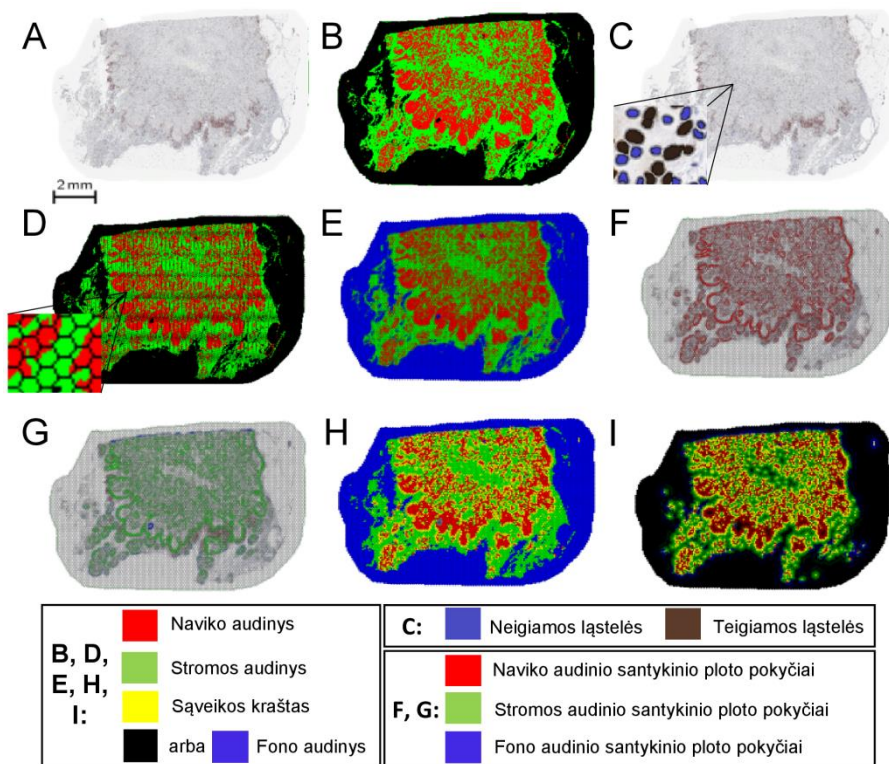 A
B
C
2 mm
D
E
F
G
H
I
B, D,
E, H,
I:
Naviko audinys
Stromos audinys
Sąveikos kraštas
arba
Fono audinys
C:
Neigiamos ląstelės
Teigiamos ląstelės
F, G:
Naviko audinio santykinio ploto pokyčiai
Stromos audinio santykinio ploto pokyčiai
Fono audinio santykinio ploto pokyčiai